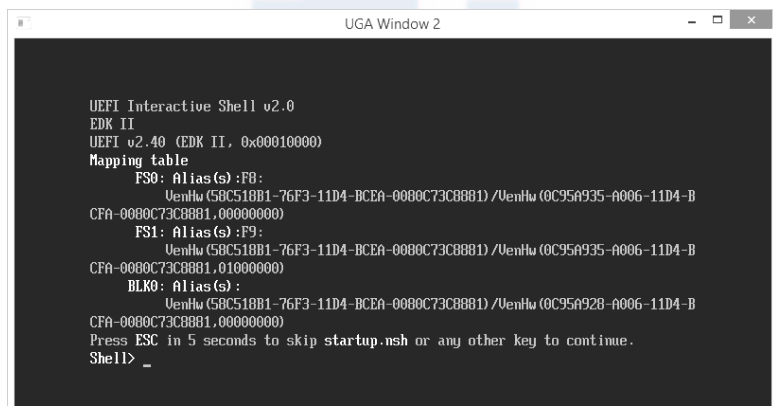 UGA Window 2
UEFI Interactive Shell v2.0
EDK II
UEFI v2.40 (EDK II, 0x00010000)
Mapping table
FS0: Alias(s):F8:
VenHw(58C518B1-76F3-11D4-BCEA-0080C73C8881)/VenHw(0C95A935-A006-11D4-B
CFA-0080C73C8881,00000000)
FS1: Alias(s):F9:
VenHw(58C518B1-76F3-11D4-BCEA-0080C73C8881)/VenHw(0C95A935-A006-11D4-B
CFA-0080C73C8881,01000000)
BLK0: Alias(s):
VenHw(58C518B1-76F3-11D4-BCEA-0080C73C8881)/VenHw(0C95A928-A006-11D4-B
CFA-0080C73C8881,00000000)
Press ESC in 5 seconds to skip startup.nsh or any other key to continue.
Shell> _